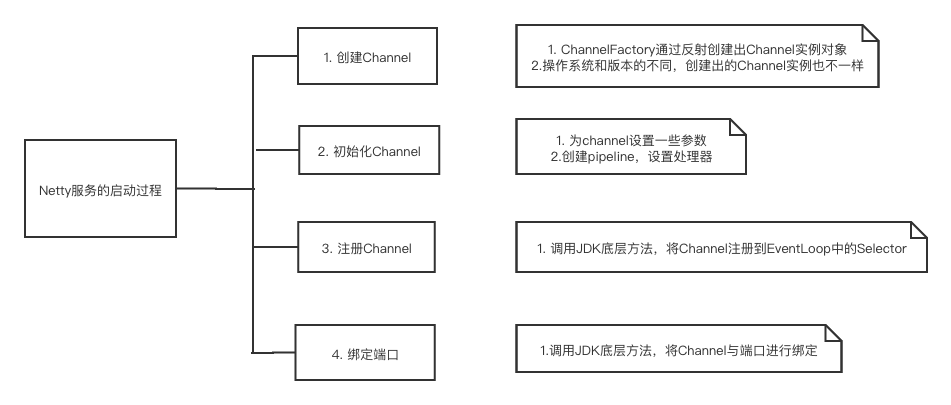 Netty服务的启动过程
1. 创建Channel
1. ChannelFactory通过反射创建出Channel实例对象
2.操作系统和版本的不同，创建出的Channel实例也不一样
2. 初始化Channel
1. 为channel设置一些参数
2.创建pipeline，设置处理器
3. 注册Channel
1. 调用JDK底层方法，将Channel注册到EventLoop中的Selector
4. 绑定端口
1.调用JDK底层方法，将Channel与端口进行绑定